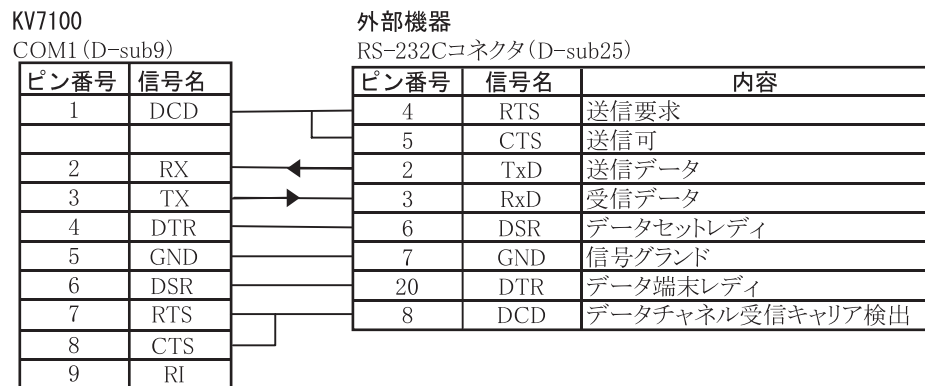 KV7100
COM1(D-sub9)
ピン番号 信号名
1 DCD
2 RX
3 TX
4 DTR
5 GND
6 DSR
7 RTS
8 CTS
9 RI
外部機器
RS-232Cコネクタ(D-sub25)
ピン番号 信号名 内容
4 RTS 送信要求
5 CTS 送信可
2 TxD 送信データ
3 RxD 受信データ
6 DSR データセットレディ
7 GND 信号グランド
20 DTR データ端末レディ
8 DCD データチャネル受信キャリア検出